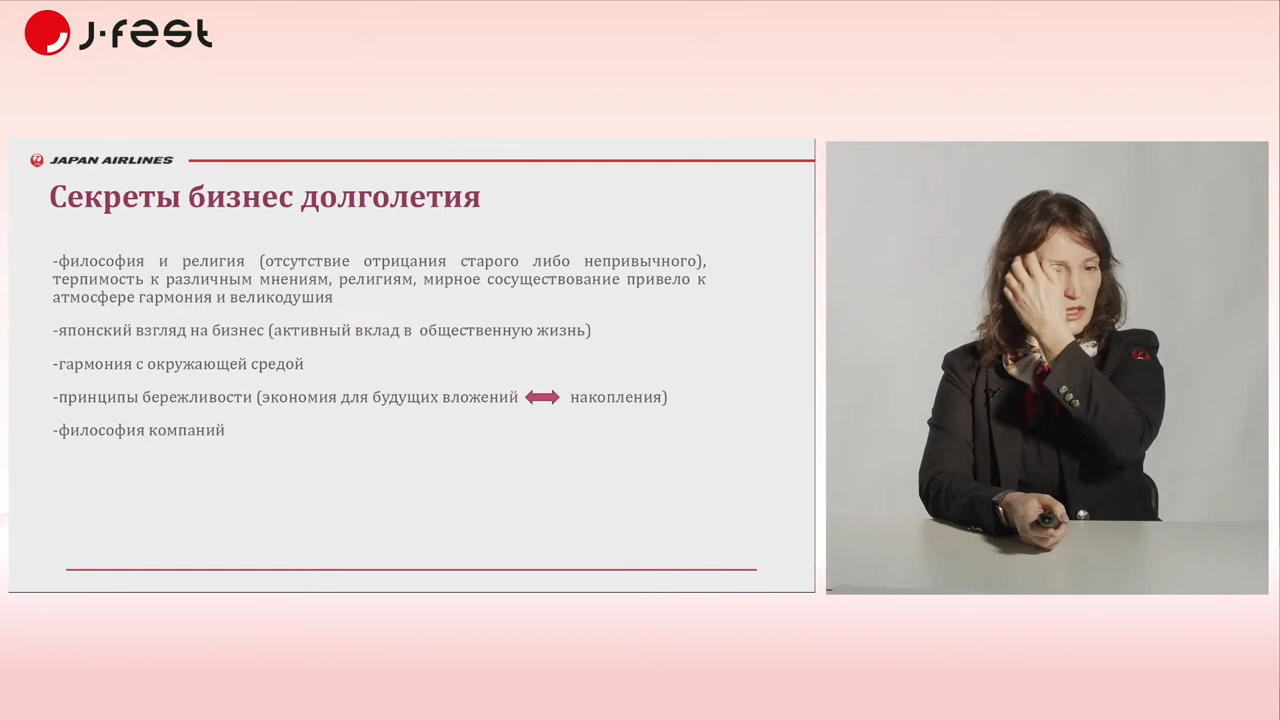 J-fest
JAPAN AIRLINES
Секреты бизнес долголетия
-философия и религия (отсутствие отрицания старого либо непривычного),
терпимость к различным мнениям, религиям, мирное сосуществование привело к
атмосфере гармония и великодушия
-японский взгляд на бизнес (активный вклад в общественную жизнь)
-гармония с окружающей средой
-принципы бережливости (экономия для будущих вложений накопления)
-философия компаний